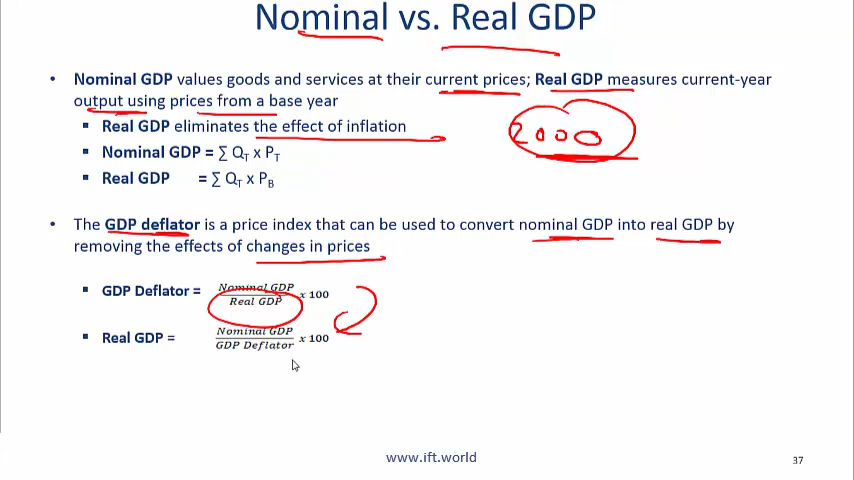 Nominal vs. Real GDP
• Nominal GDP values goods and services at their current prices; Real GDP measures current-year
output using prices from a base year
2000
▪ Real GDP eliminates the effect of inflation
▪ Nominal GDP = ∑ QT x PT
▪ Real GDP = ∑ QT x PB
• The GDP deflator is a price index that can be used to convert nominal GDP into real GDP by
removing the effects of changes in prices
▪ GDP Deflator = Nominal GDP / Real GDP x 100
▪ Real GDP = Nominal GDP / GDP Deflator x 100
www.ift.world
37